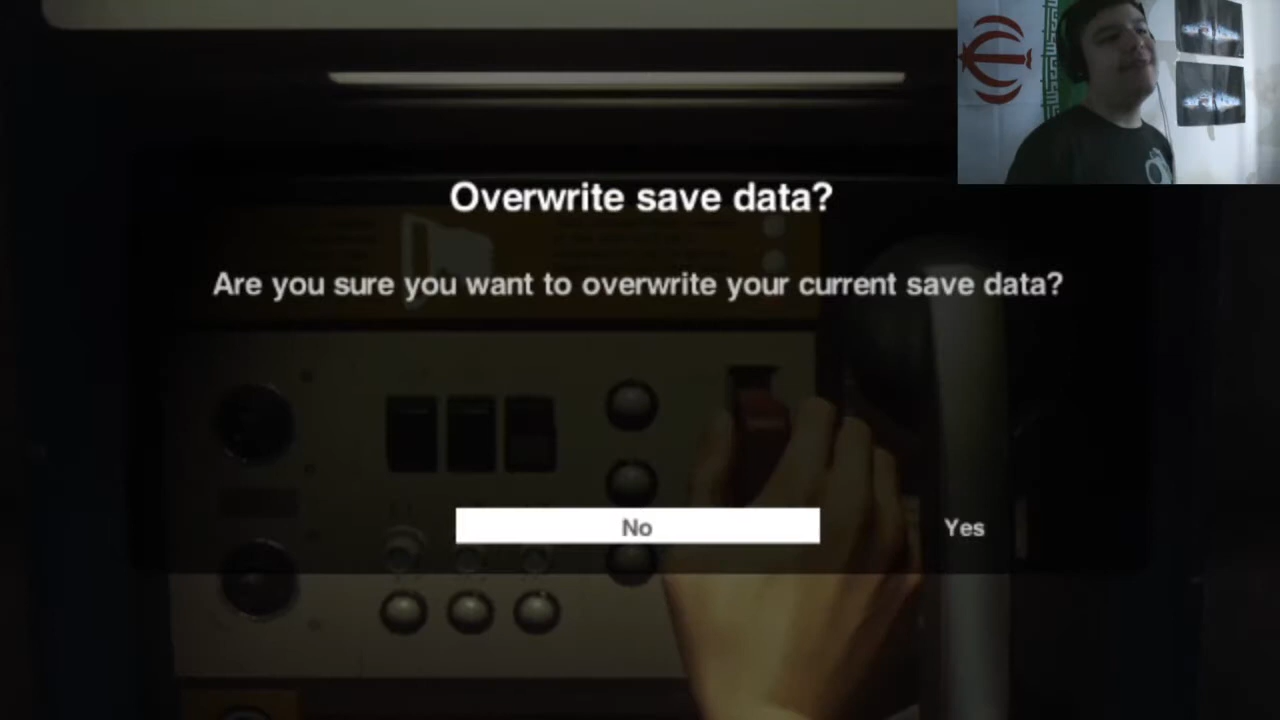 Overwrite save data?
Are you sure you want to overwrite your current save data?
No
Yes